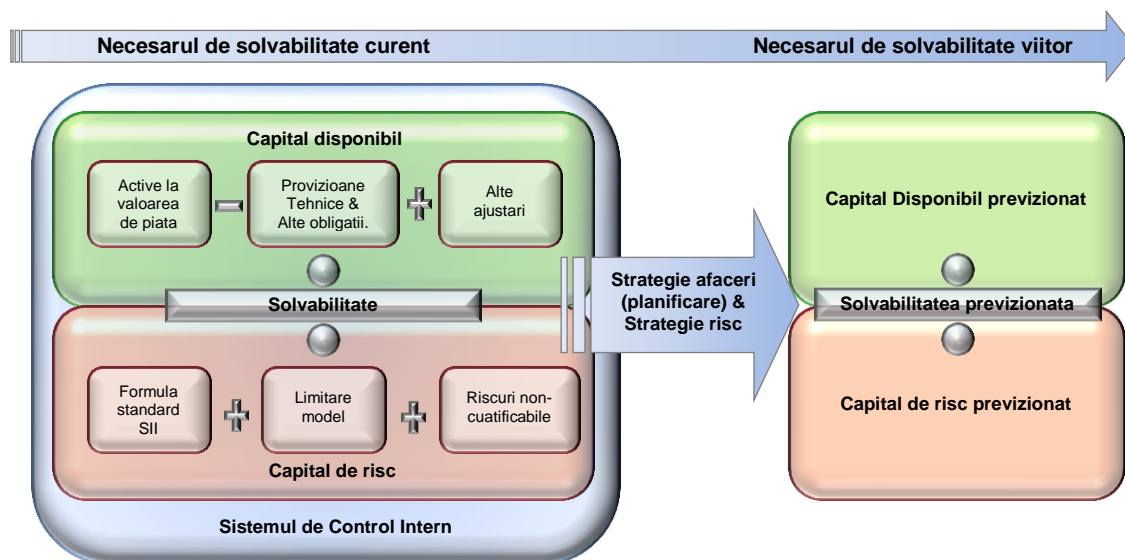 Necesarul de solvabilitate curent
Necesarul de solvabilitate viitor
Capital disponibil
Active la
valoarea
de piata
Provizioane
Tehnice &
Alte obligatii.
Alte
ajustari
Solvabilitate
Formula
standard
SII
Limitare
model
Riscuri non-
cuatificabile
Capital de risc
Sistemul de Control Intern
Strategie afaceri
(planificare) &
Strategie risc
Capital Disponibil previzionat
Solvabilitatea previzionata
Capital de risc previzionat